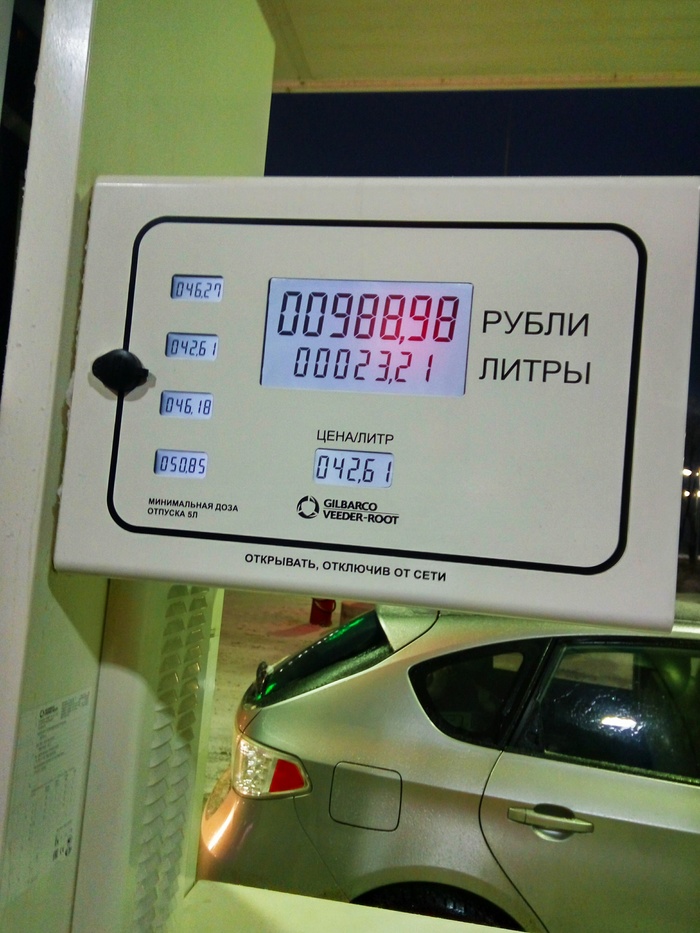 046,27
00988,98 РУБЛИ
042,61
00023,21 ЛИТРЫ
046,18
ЦЕНА/ЛИТР
050,85
042,61
МИНИМАЛЬНАЯ ДОЗА
ОТПУСКА 5Л
GILBARCO
VEEDER-ROOT
ОТКРЫВАТЬ, ОТКЛЮЧИВ ОТ СЕТИ